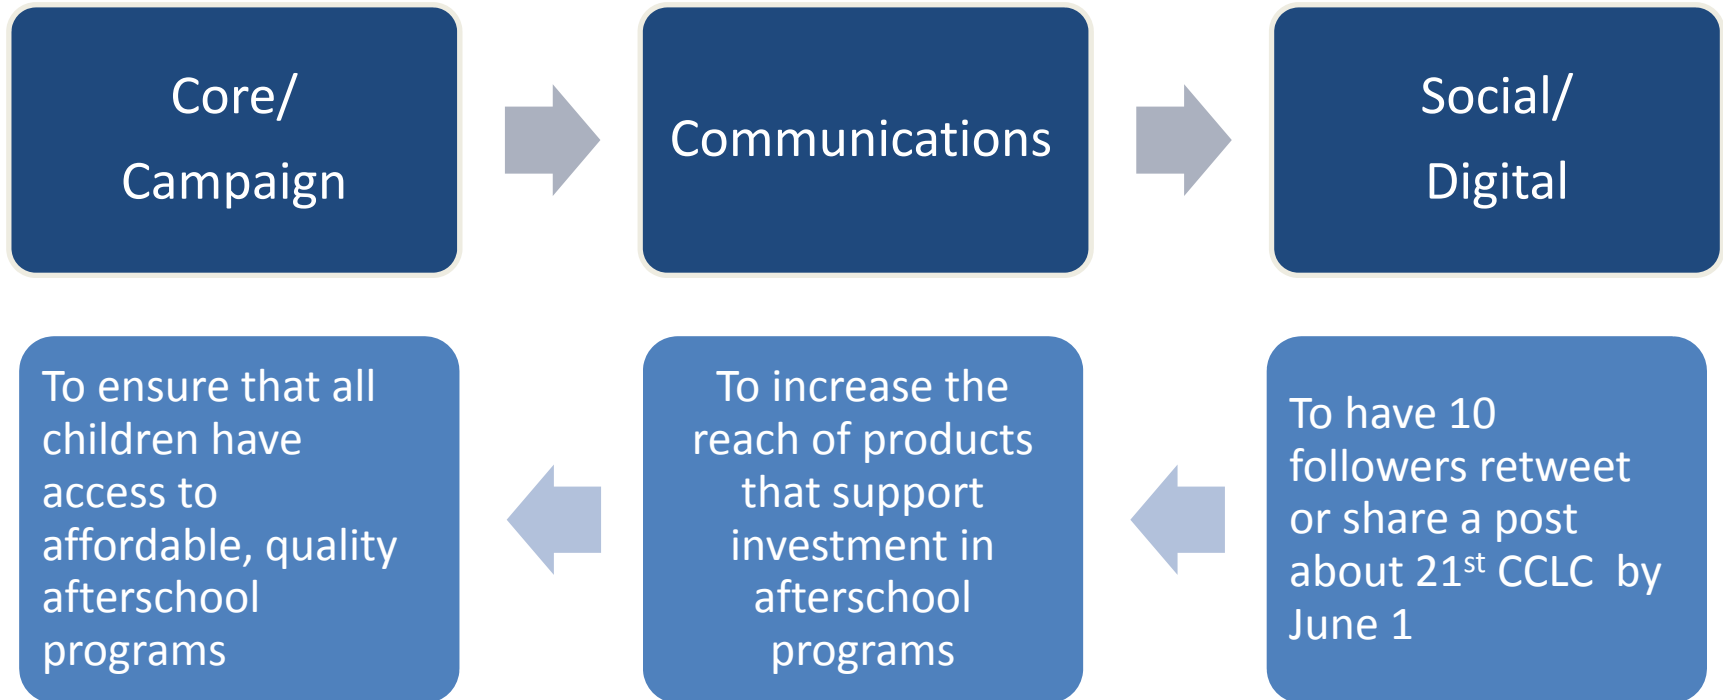 Core/
Campaign
Communications
Social/
Digital
To ensure that all
children have
access to
affordable, quality
afterschool
programs
To increase the
reach of products
that support
investment in
afterschool
programs
To have 10
followers retweet
or share a post
about 21st CCLC by
June 1